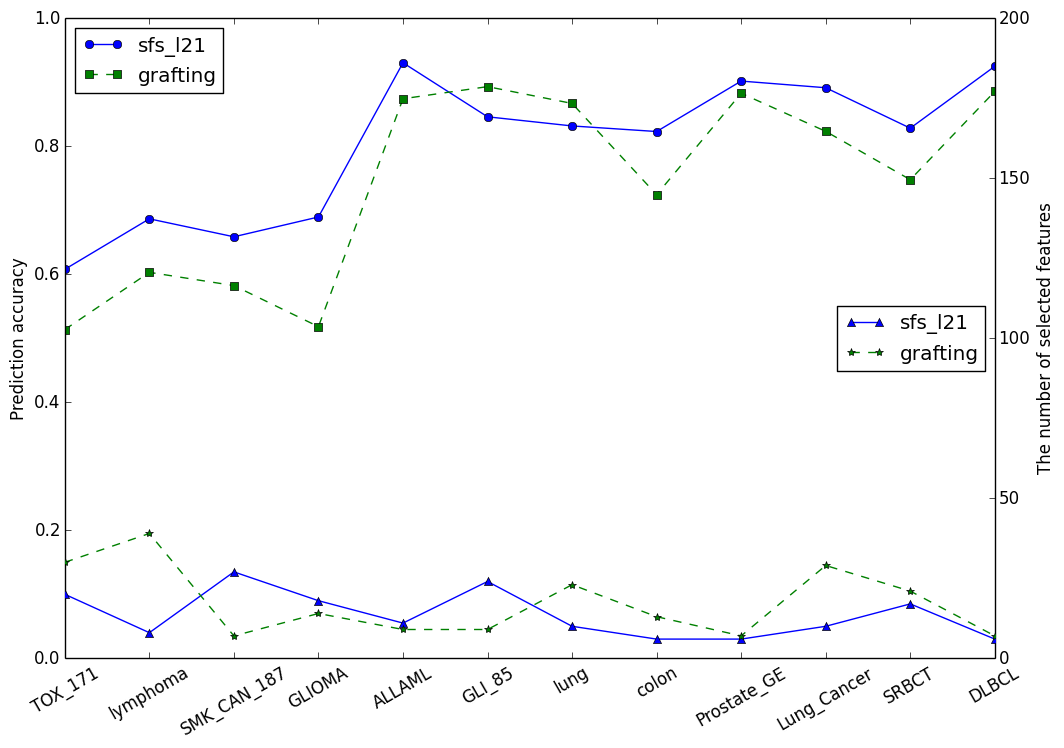 1.0
0.8
0.6
0.4
0.2
0.0
Prediction accuracy
sfs_l21
grafting
200
150
100
50
0
The number of selected features
sfs_l21
grafting
TOX_171
lymphoma
SMK_CAN_187
GLIOMA
ALLAML
GLI_85
lung
colon
Prostate_GE
Lung_Cancer
SRBCT
DLBCL